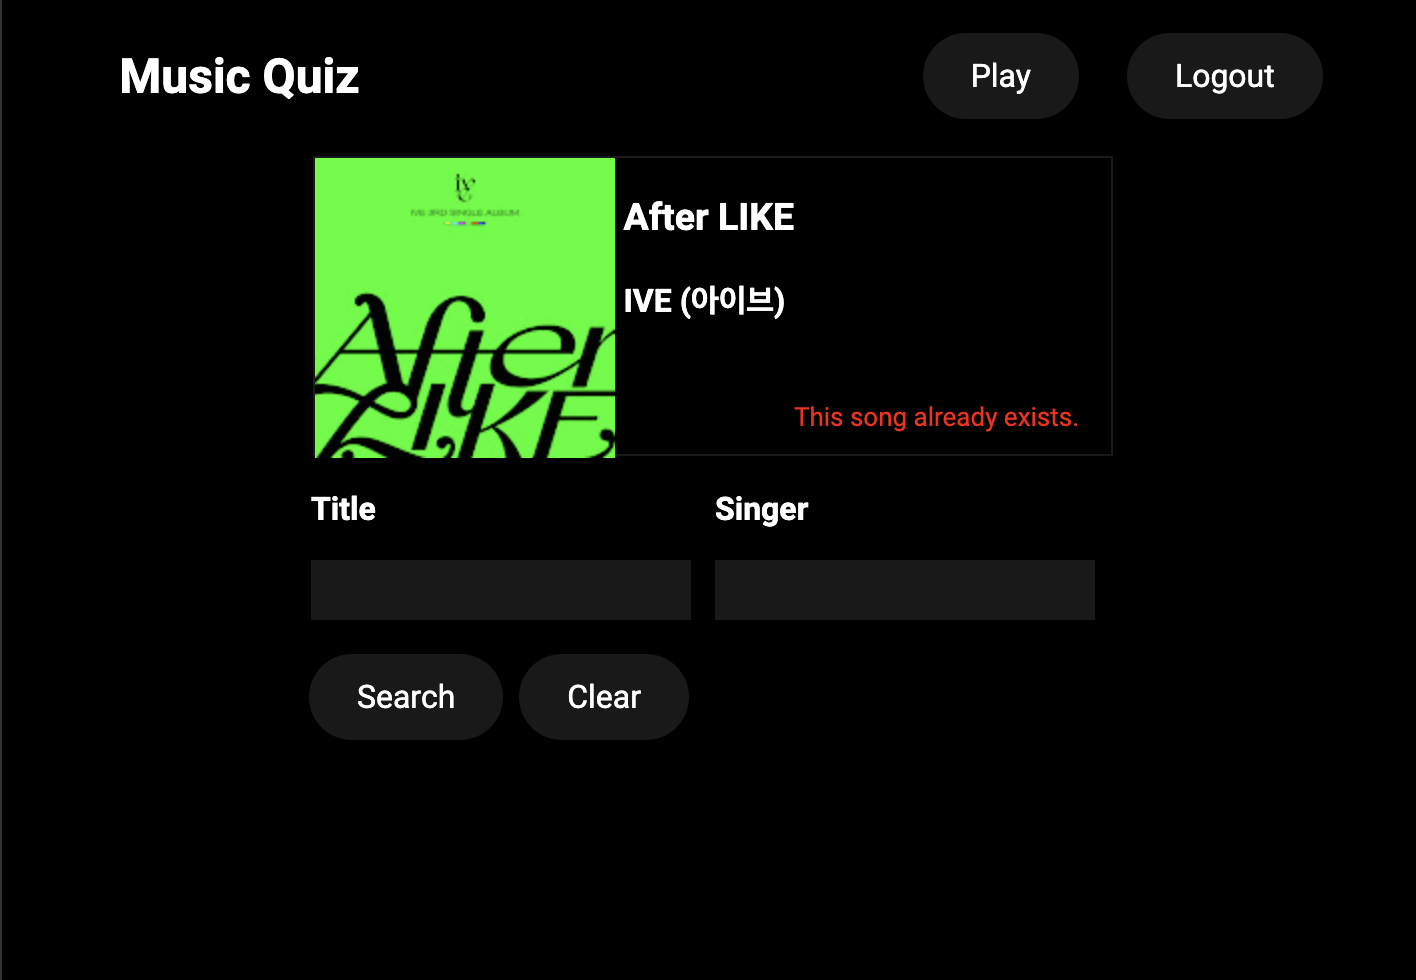 Music Quiz
Play
Logout
IVE
IVE 3RD SINGLE ALBUM
After
LIKE
After LIKE
IVE (아이브)
This song already exists.
Title
Singer
Search
Clear